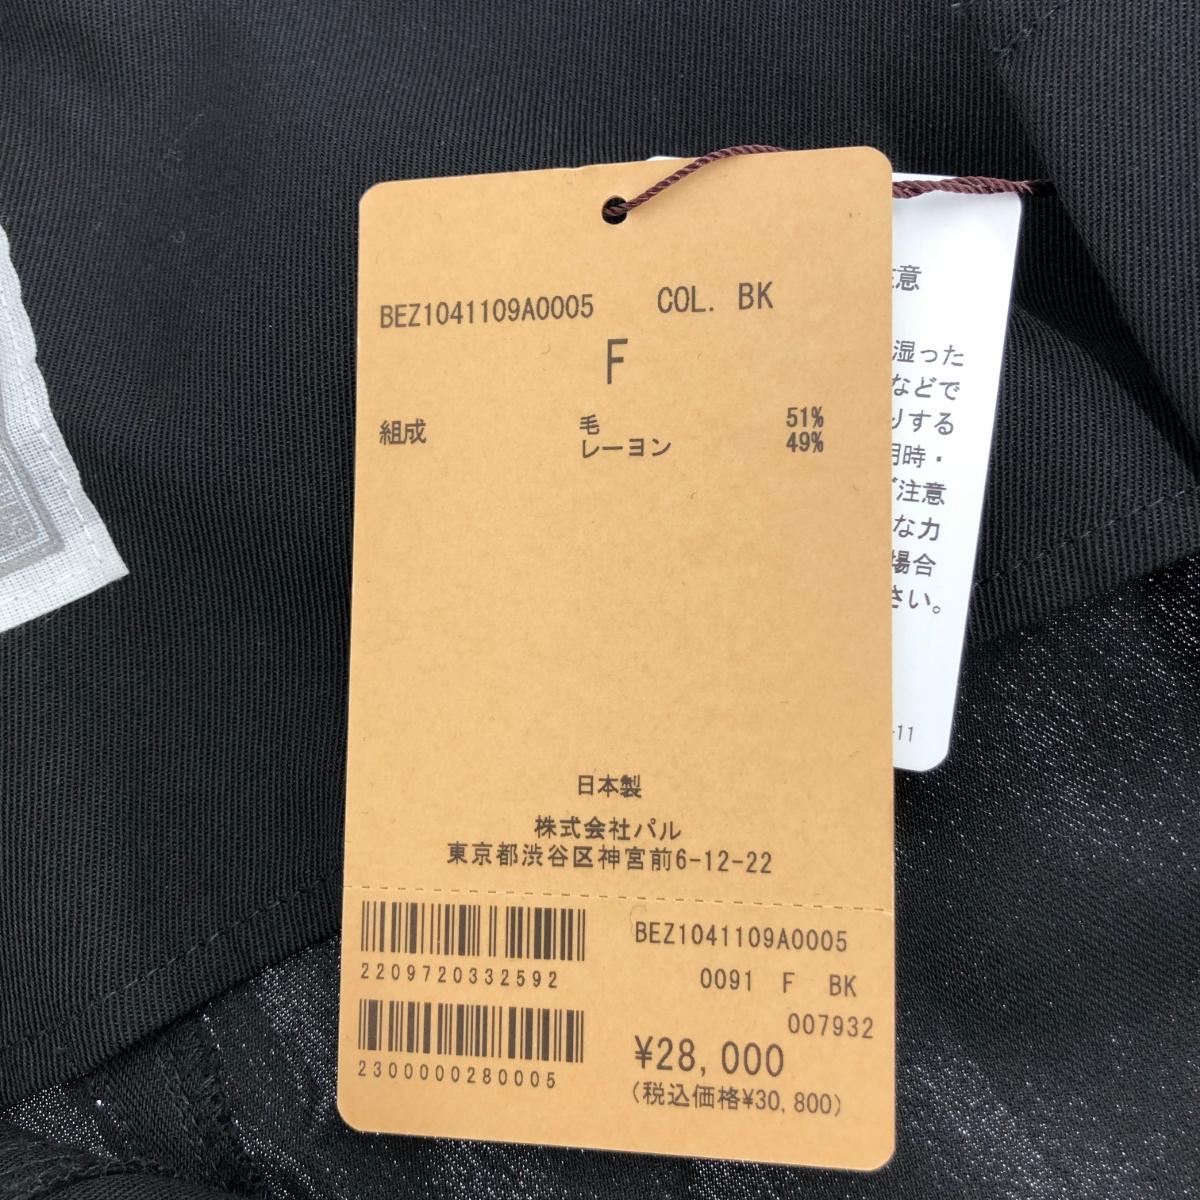 BEZ1041109A0005 COL. BK
F
組成 毛 51%
レーヨン 49%
日本製
株式会社パル
東京都渋谷区神宮前6-12-22
2209720332592
2300000280005
BEZ1041109A0005
0091 F BK
007932
¥28,000
(税込価格¥30,800)
意
湿った
などで
りする
時・
注意
な力
場合
さい。
-11